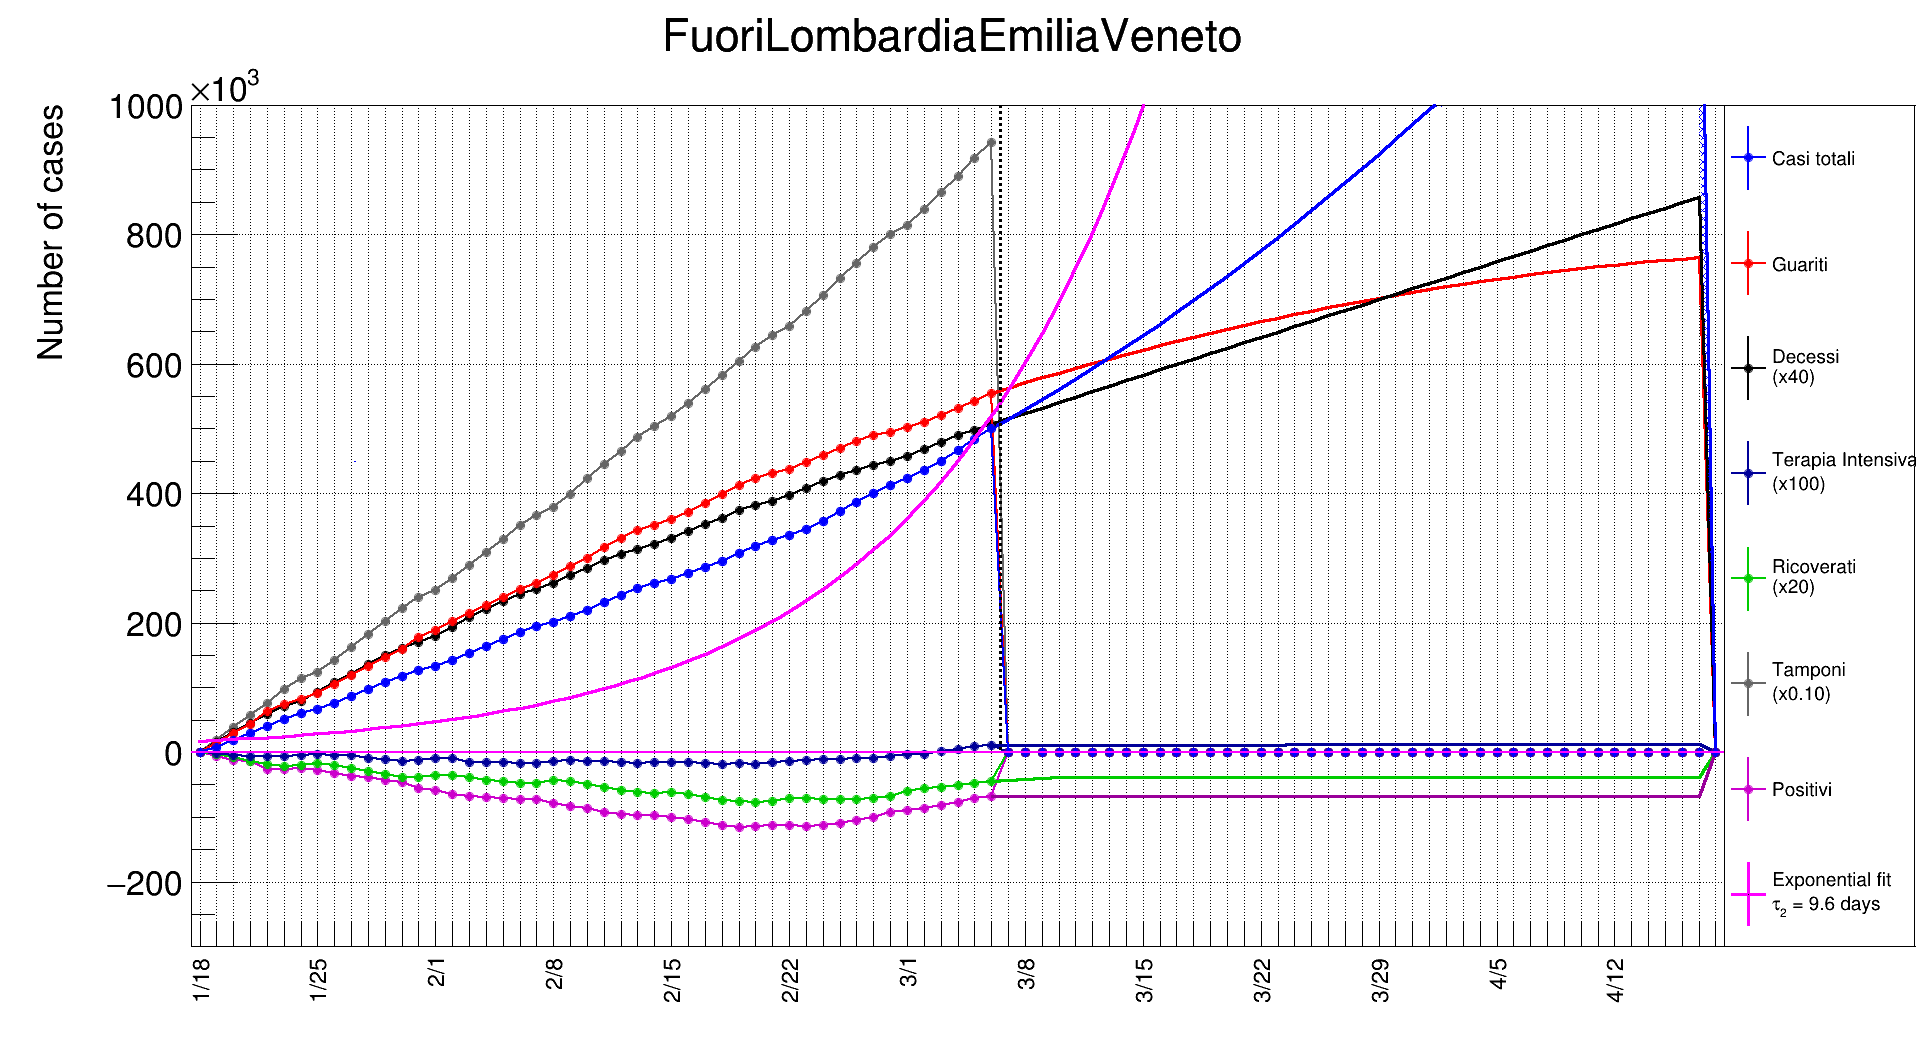 FuoriLombardiaEmiliaVeneto
×10³
Number of cases
1000
800
600
400
200
0
−200
1/18
1/25
2/1
2/8
2/15
2/22
3/1
3/8
3/15
3/22
3/29
4/5
4/12
Casi totali
Guariti
Decessi
(x40)
Terapia Intensiva
(x100)
Ricoverati
(x20)
Tamponi
(x0.10)
Positivi
Exponential fit
τ₂ = 9.6 days